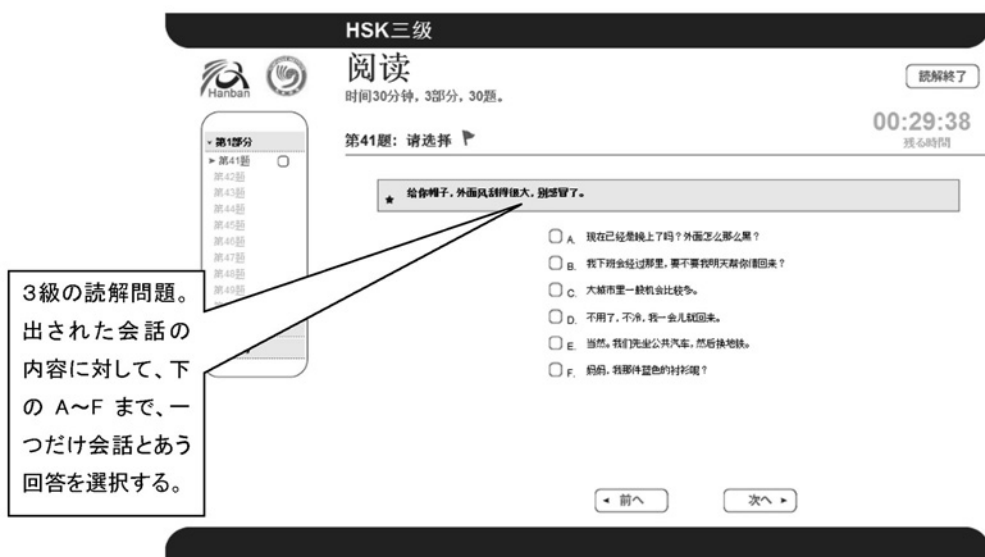 HSK三级
Hanban
阅读
时间30分钟, 3部分, 30题。
読解終了
00:29:38
残る時間
第41题: 请选择
▾ 第1部分
► 第41题
第42题
第43题
第44题
第45题
第46题
第47题
第48题
第49题
★ 给你帽子, 外面风刮得很大, 别感冒了。
A. 现在已经是晚上了吗？外面怎么那么黑？
B. 我下班会经过那里, 要不要我明天帮你借回来？
C. 大城市里一般机会比较多。
D. 不用了, 不冷, 我一会儿就回来。
E. 当然。我们先坐公共汽车, 然后换地铁。
F. 妈妈, 我那件蓝色的衬衫呢？
3級の読解問題。
出された会話の
内容に対して、下
の A～F まで、一
つだけ会話とあう
回答を選択する。
◄ 前へ
次へ ►